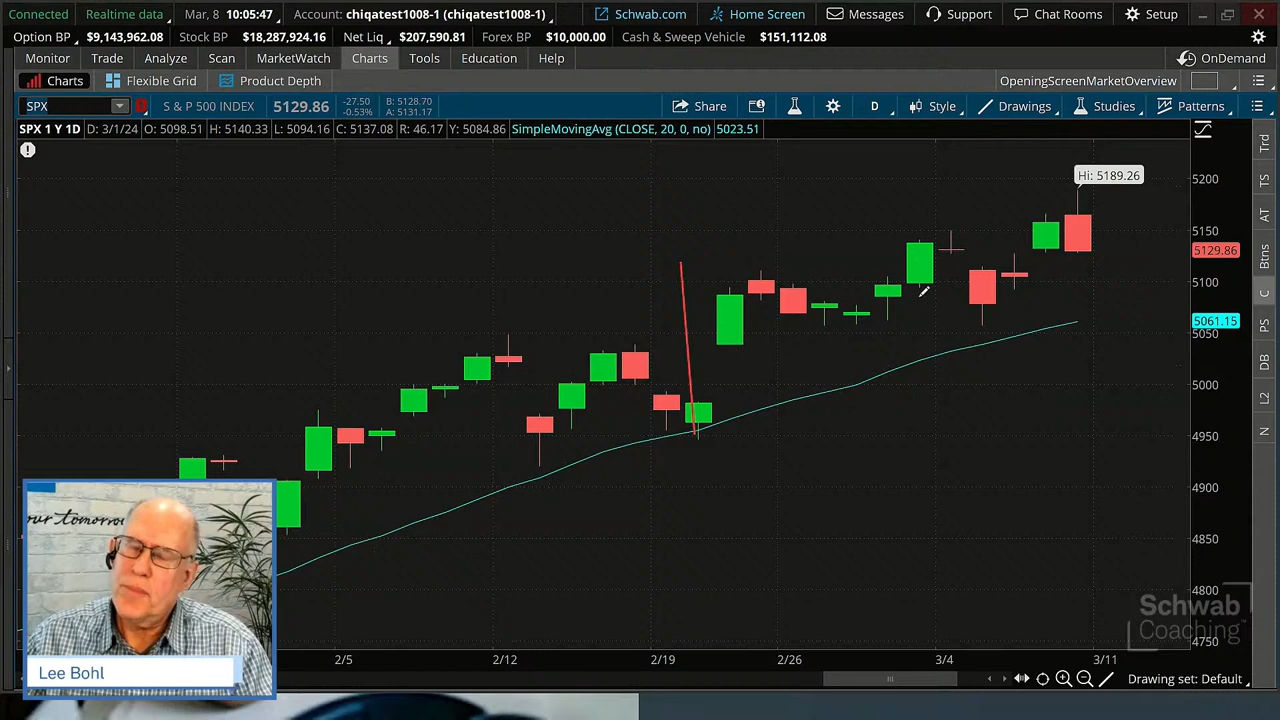 Connected Realtime data Mar, 8 10:05:47 Account: chiqatest1008-1 (chiqatest1008-1) Schwab.com Home Screen Messages Support Chat Rooms Setup
Option BP $9,143,962.08 Stock BP $18,287,924.16 Net Liq $207,590.81 Forex BP $10,000.00 Cash & Sweep Vehicle $151,112.08
Monitor Trade Analyze Scan MarketWatch Charts Tools Education Help OnDemand
Charts Flexible Grid Product Depth OpeningScreenMarketOverview
SPX S & P 500 INDEX 5129.86 -27.50 -0.53% B: 5128.70 A: 5131.17 Share D Style Drawings Studies Patterns
SPX 1 Y 1D D: 3/1/24 O: 5098.51 H: 5140.33 L: 5094.16 C: 5137.08 R: 46.17 Y: 5084.86 SimpleMovingAvg (CLOSE, 20, 0, no) 5023.51
Hi: 5189.26
5200
5150
5129.86
5100
5061.15
5050
5000
4950
4900
4850
4800
4750
Trd
TS
AT
Btns
C
PS
DB
L2
N
our tomorrow
Schwab
Coaching
Lee Bohl
2/5 2/12 2/19 2/26 3/4 3/11
Drawing set: Default